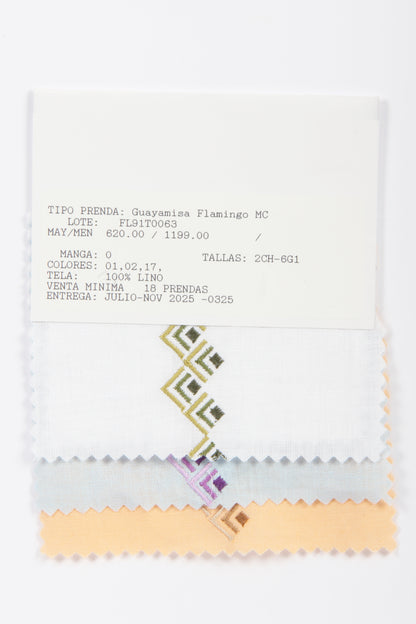 TIPO PRENDA: Guayamisa Flamingo MC
LOTE: FL91T0063
MAY/MEN 620.00 / 1199.00 /
MANGA: 0 TALLAS: 2CH-6G1
COLORES: 01,02,17,
TELA: 100% LINO
VENTA MINIMA 18 PRENDAS
ENTREGA: JULIO-NOV 2025 -0325